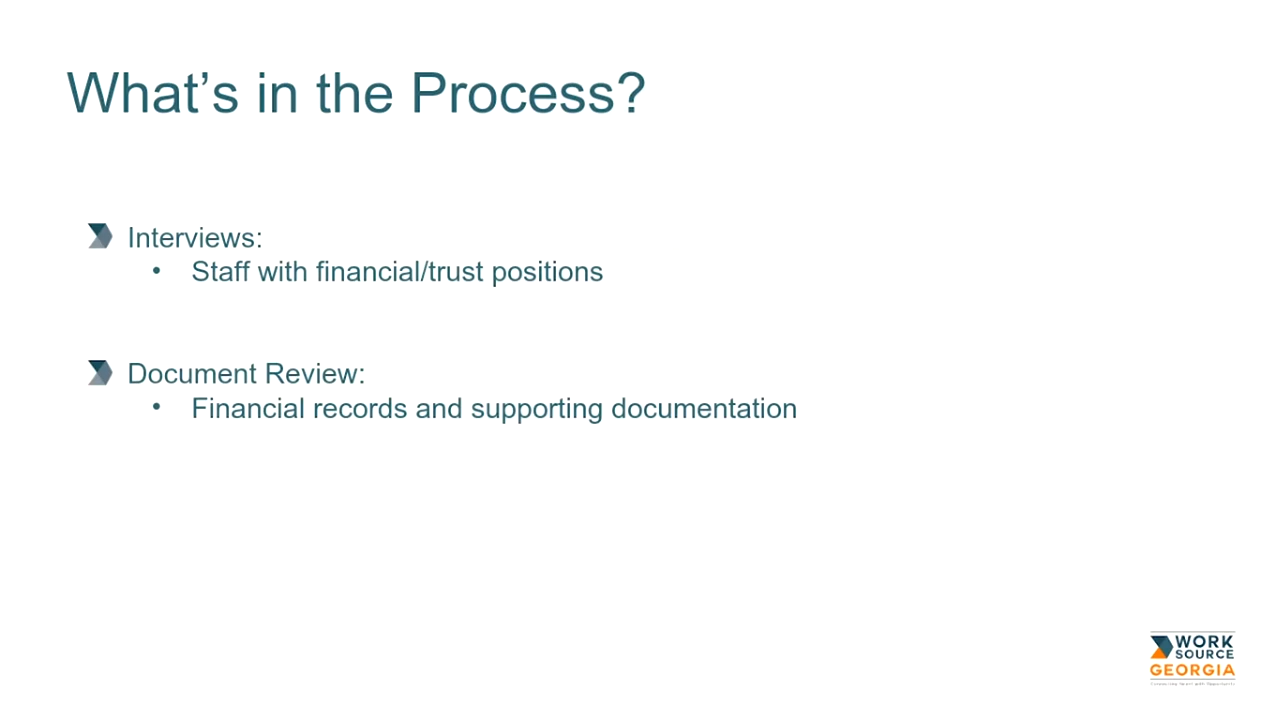 What's in the Process?
Interviews:
• Staff with financial/trust positions
Document Review:
• Financial records and supporting documentation
WORK
SOURCE
GEORGIA